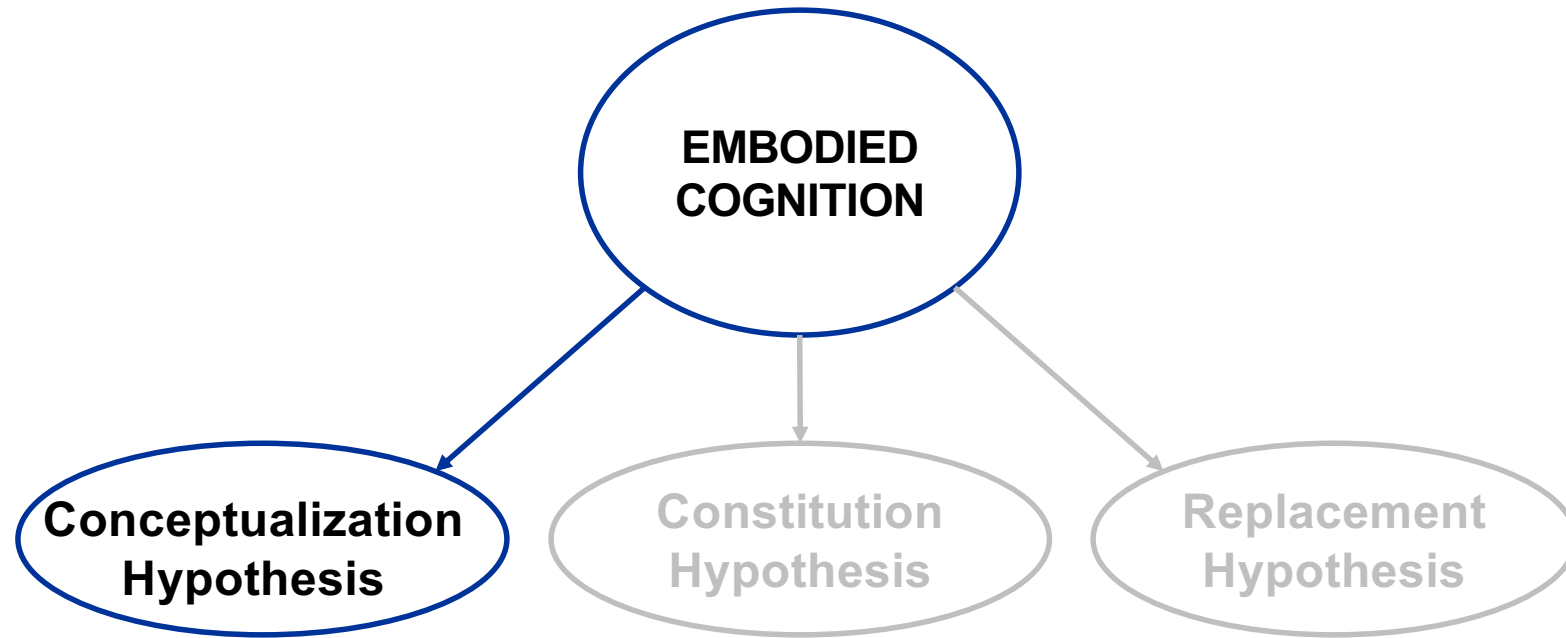 EMBODIED
COGNITION
Conceptualization
Hypothesis
Constitution
Hypothesis
Replacement
Hypothesis